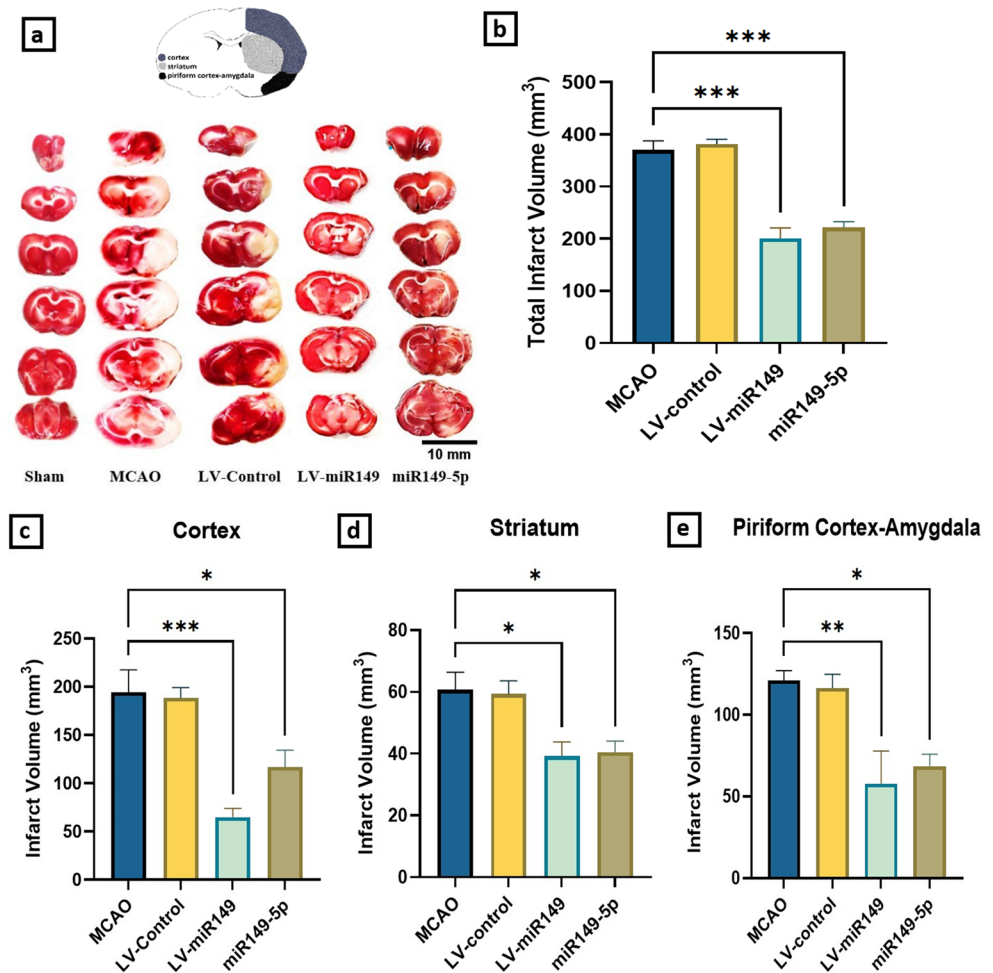 a
cortex
striatum
piriform cortex-amygdala
10 mm
Sham MCAO LV-Control LV-miR149 miR149-5p
b
***
***
Total Infarct Volume (mm³)
500
400
300
200
100
0
MCAO
LV-control
LV-miR149
miR149-5p
c
Cortex
*
***
Infarct Volume (mm³)
250
200
150
100
50
0
MCAO
LV-Control
LV-miR149
miR149-5p
d
Striatum
*
*
Infarct Volume (mm³)
80
60
40
20
0
MCAO
LV-Control
LV-miR149
miR149-5p
e
Piriform Cortex-Amygdala
*
**
Infarct Volume (mm³)
150
100
50
0
MCAO
LV-control
LV-miR149
miR149-5p